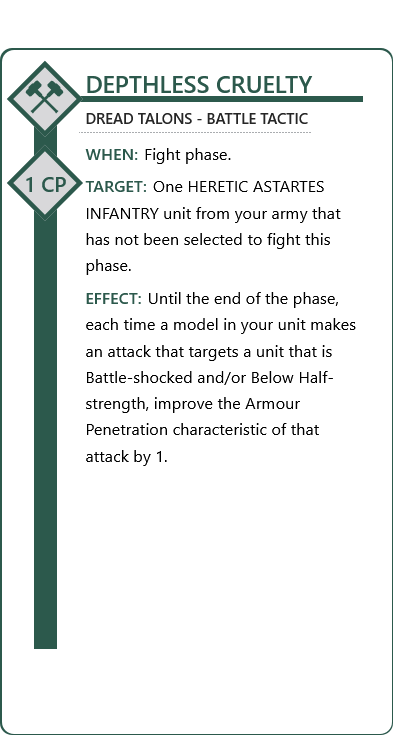 DEPTHLESS CRUELTY
DREAD TALONS - BATTLE TACTIC
WHEN: Fight phase.
1 CP
TARGET: One HERETIC ASTARTES
INFANTRY unit from your army that
has not been selected to fight this
phase.
EFFECT: Until the end of the phase,
each time a model in your unit makes
an attack that targets a unit that is
Battle-shocked and/or Below Half-
strength, improve the Armour
Penetration characteristic of that
attack by 1.